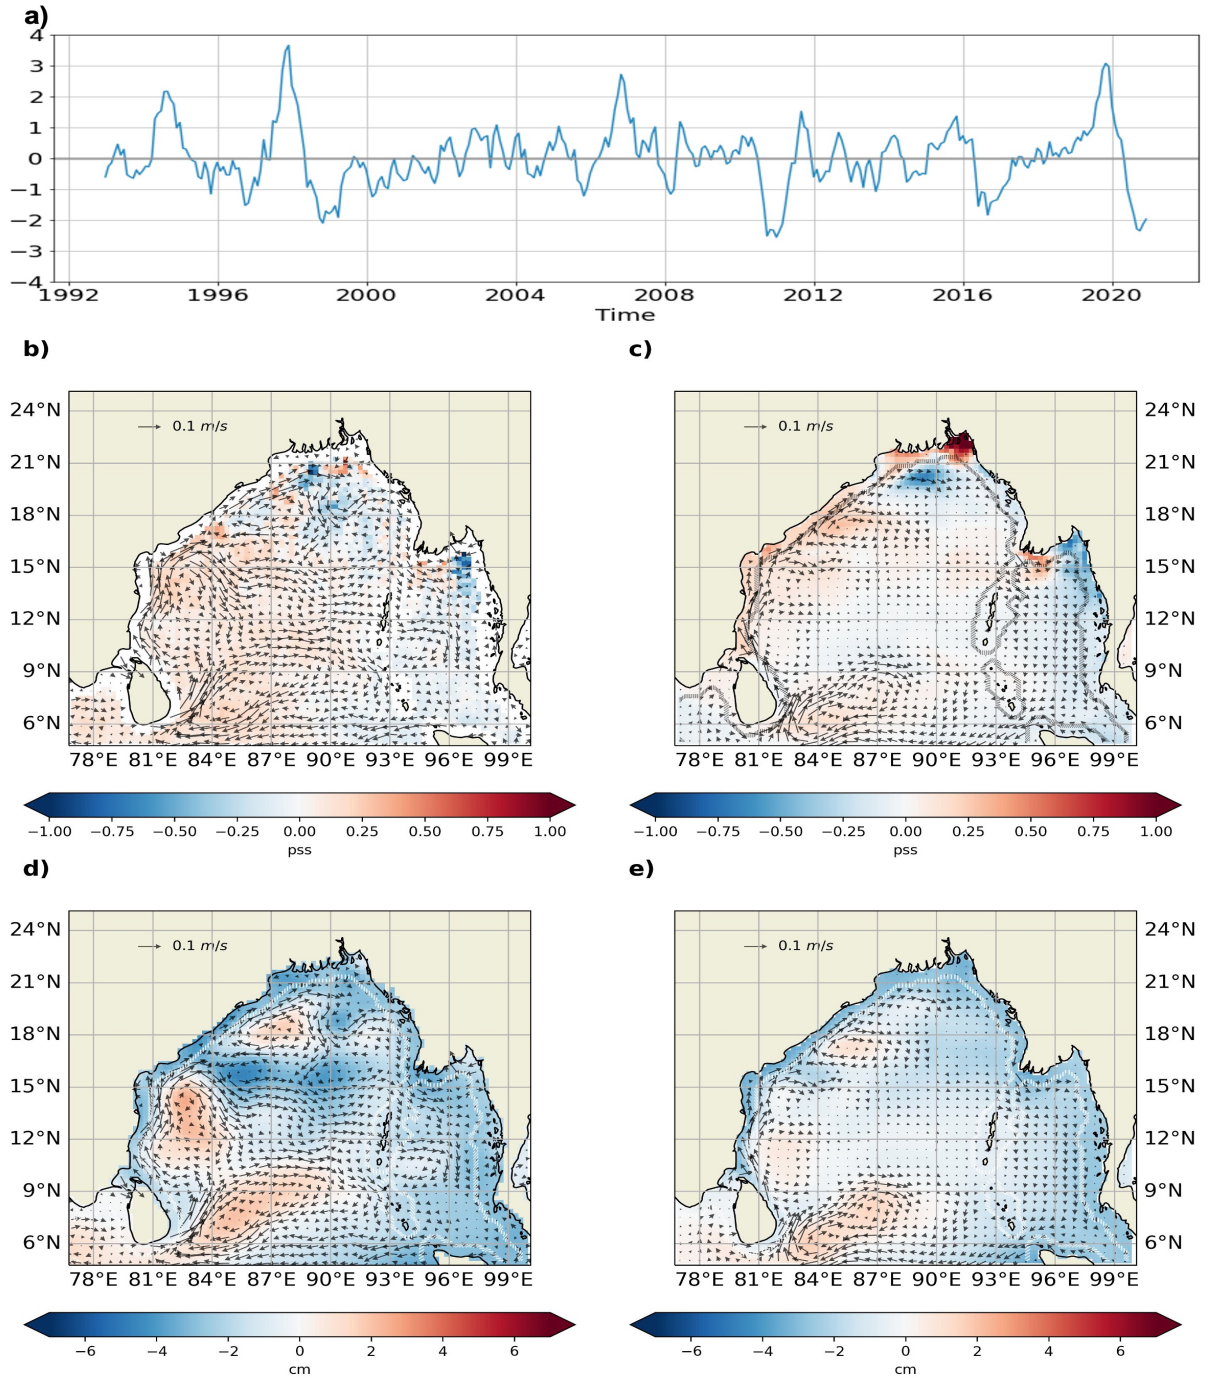 a)
4
3
2
1
0
−1
−2
−3
−4
1992 1996 2000 2004 2008 2012 2016 2020
Time
b)
c)
24°N
21°N
18°N
15°N
12°N
9°N
6°N
0.1 m/s
78°E 81°E 84°E 87°E 90°E 93°E 96°E 99°E
0.1 m/s
24°N
21°N
18°N
15°N
12°N
9°N
6°N
78°E 81°E 84°E 87°E 90°E 93°E 96°E 99°E
−1.00 −0.75 −0.50 −0.25 0.00 0.25 0.50 0.75 1.00
pss
−1.00 −0.75 −0.50 −0.25 0.00 0.25 0.50 0.75 1.00
pss
d)
e)
24°N
21°N
18°N
15°N
12°N
9°N
6°N
0.1 m/s
78°E 81°E 84°E 87°E 90°E 93°E 96°E 99°E
0.1 m/s
24°N
21°N
18°N
15°N
12°N
9°N
6°N
78°E 81°E 84°E 87°E 90°E 93°E 96°E 99°E
−6 −4 −2 0 2 4 6
cm
−6 −4 −2 0 2 4 6
cm